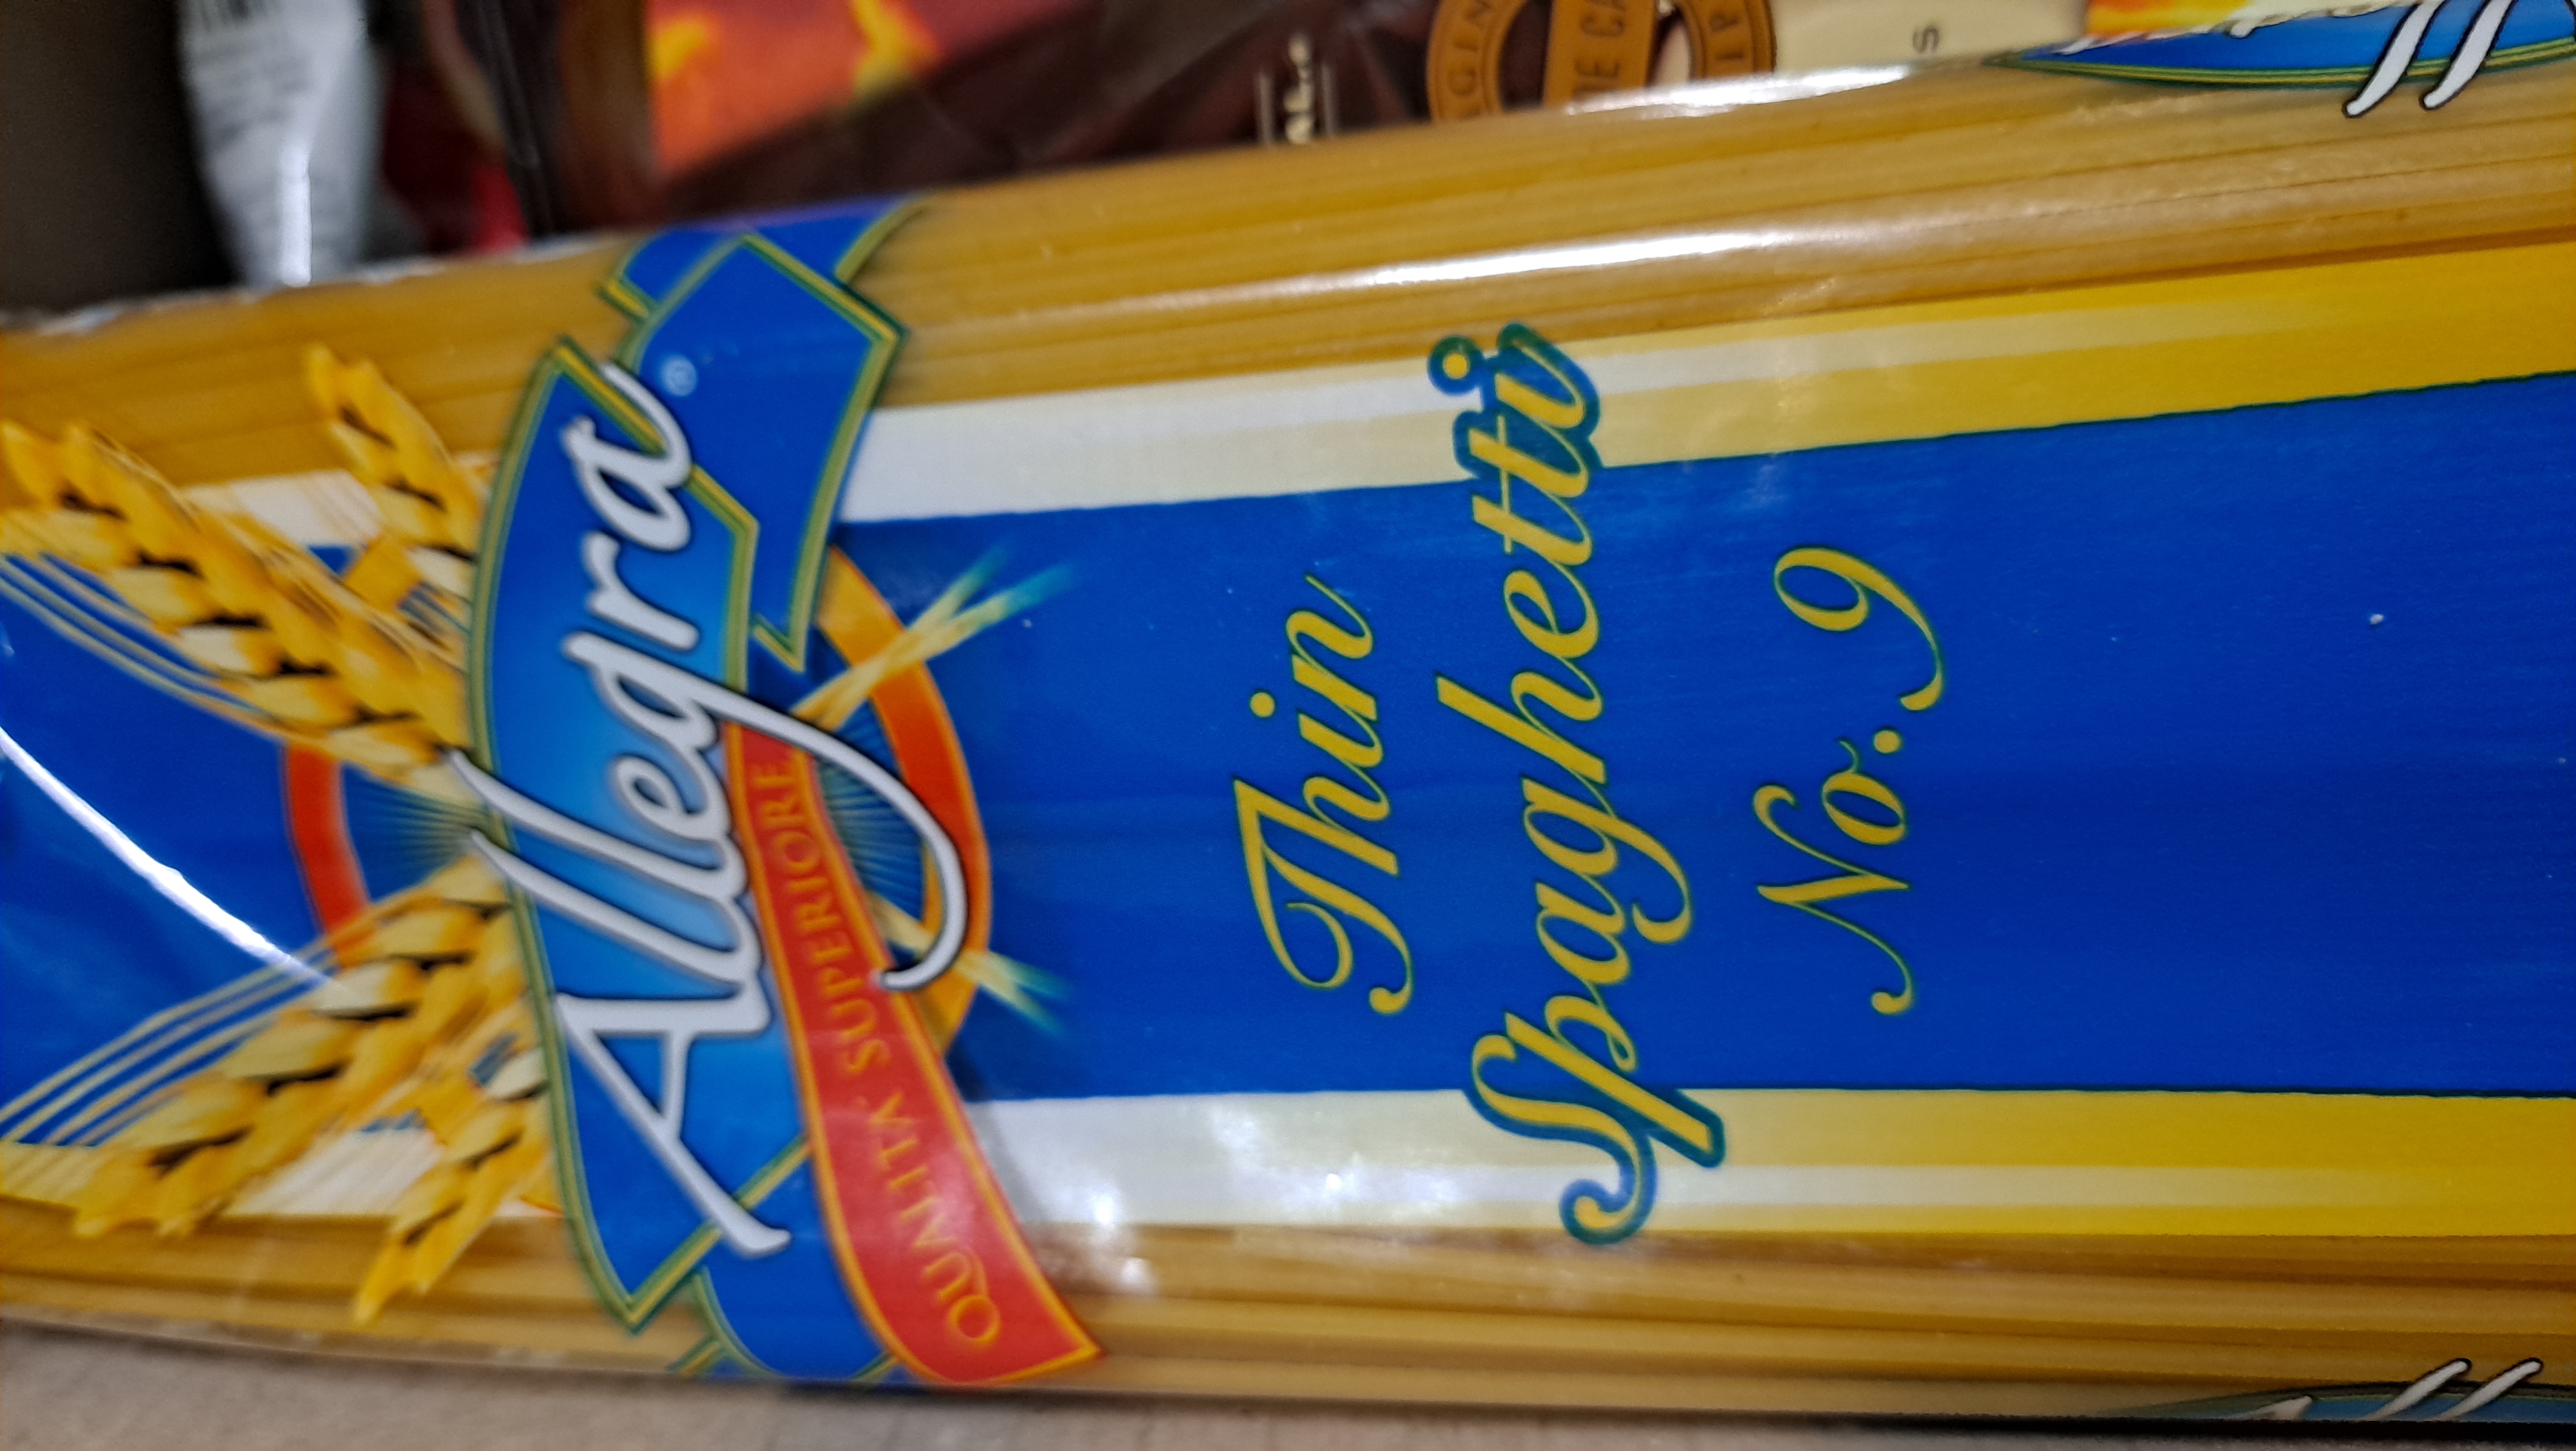 Allegra®
QUALITA' SUPERIORE
Thin
Spaghetti
No. 9